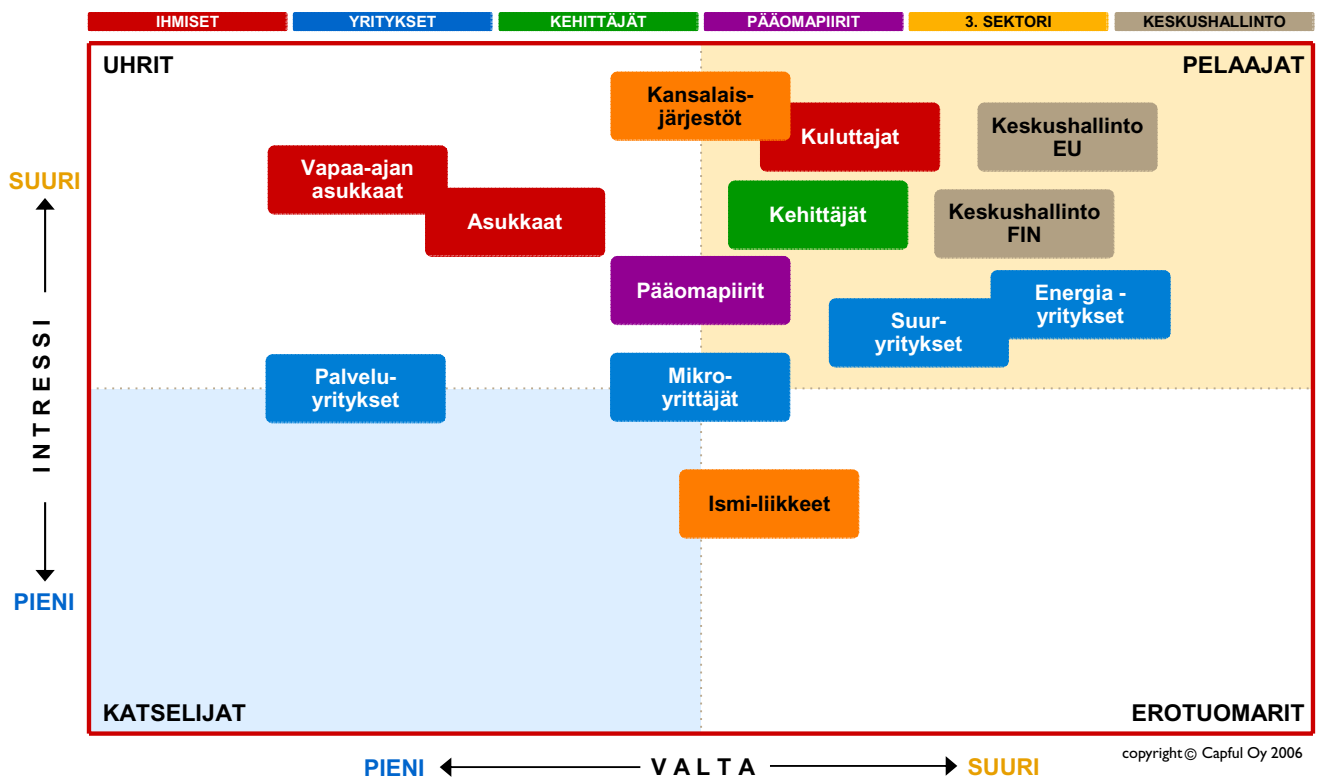 IHMISET
YRITYKSET
KEHITTÄJÄT
PÄÄOMAPIIRIT
3. SEKTORI
KESKUSHALLINTO
UHRIT
PELAAJAT
Kansalais-
järjestöt
Kuluttajat
Keskushallinto
EU
Vapaa-ajan
asukkaat
SUURI
Asukkaat
Kehittäjät
Keskushallinto
FIN
Pääomapiirit
Energia -
yritykset
Suur-
yritykset
INTRESSI
Palvelu-
yritykset
Mikro-
yrittäjät
Ismi-liikkeet
PIENI
KATSELIJAT
EROTUOMARIT
PIENI
VALTA
SUURI
copyright© Capful Oy 2006